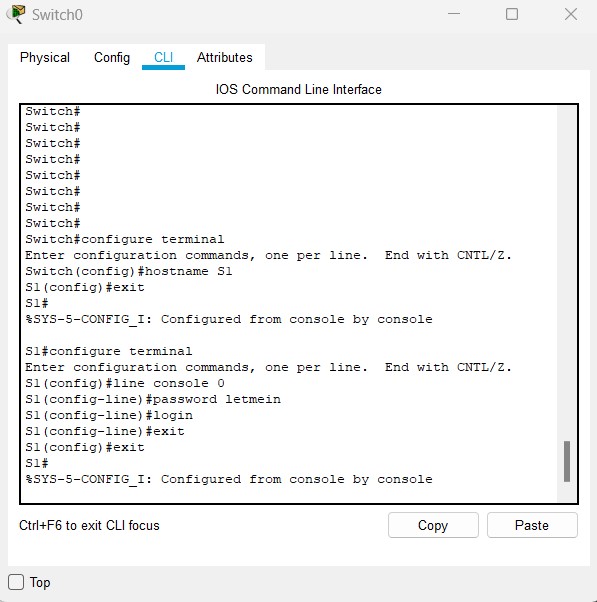 Switch0
Physical Config CLI Attributes
IOS Command Line Interface
Switch#
Switch#
Switch#
Switch#
Switch#
Switch#
Switch#
Switch#
Switch#configure terminal
Enter configuration commands, one per line.  End with CNTL/Z.
Switch(config)#hostname S1
S1(config)#exit
S1#
%SYS-5-CONFIG_I: Configured from console by console
S1#configure terminal
Enter configuration commands, one per line.  End with CNTL/Z.
S1(config)#line console 0
S1(config-line)#password letmein
S1(config-line)#login
S1(config-line)#exit
S1(config)#exit
S1#
%SYS-5-CONFIG_I: Configured from console by console
Ctrl+F6 to exit CLI focus
Copy Paste
Top